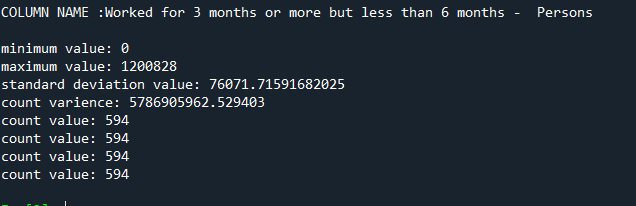 COLUMN NAME :Worked for 3 months or more but less than 6 months -  Persons
minimum value: 0
maximum value: 1200828
standard deviation value: 76071.71591682025
count varience: 5786905962.529403
count value: 594
count value: 594
count value: 594
count value: 594